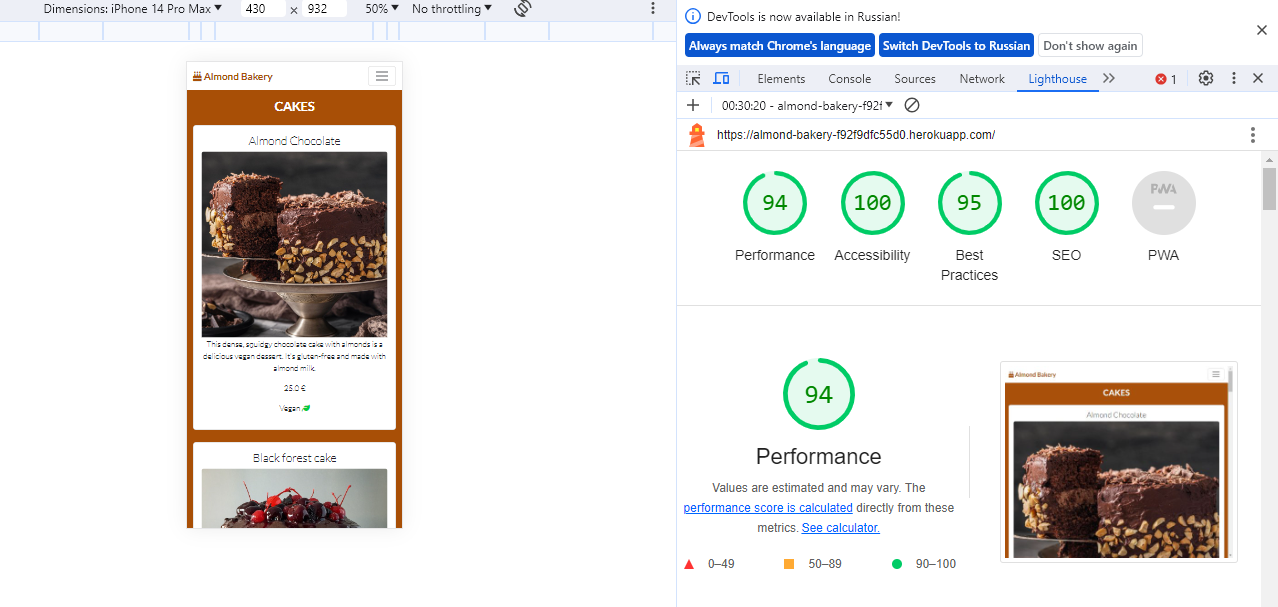 Dimensions: iPhone 14 Pro Max ▼ 430 × 932 50% ▼ No throttling ▼
Almond Bakery
CAKES
Almond Chocolate
This dense, squidgy chocolate cake with almonds is a
delicious vegan dessert. It's gluten-free and made with
almond milk.
25.0 €
Vegan
Black forest cake
DevTools is now available in Russian!
Always match Chrome's language Switch DevTools to Russian Don't show again
Elements Console Sources Network Lighthouse 1
00:30:20 - almond-bakery-f92f
https://almond-bakery-f92f9dfc55d0.herokuapp.com/
94 100 95 100 PWA
Performance Accessibility Best Practices SEO PWA
94
Performance
Values are estimated and may vary. The
performance score is calculated directly from these
metrics. See calculator.
0–49 50–89 90–100
Almond Bakery
CAKES
Almond Chocolate